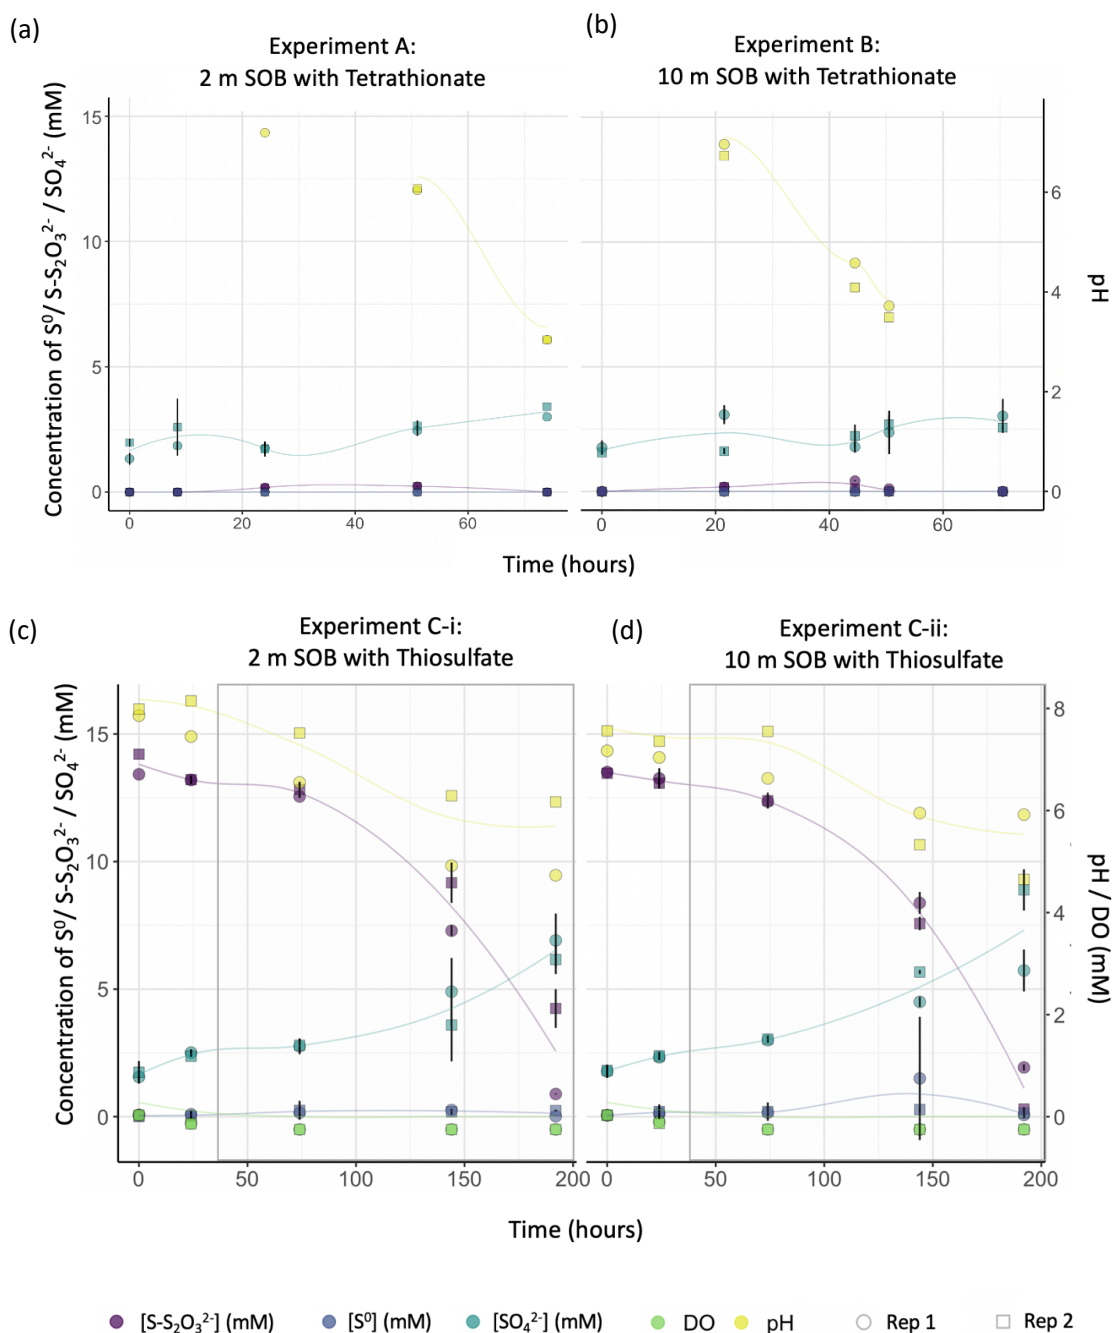 (a)
Experiment A:
2 m SOB with Tetrathionate
(b)
Experiment B:
10 m SOB with Tetrathionate
Concentration of S⁰/ S-S₂O₃²⁻ / SO₄²⁻ (mM)
15
10
5
0
0
20
40
60
0
20
40
60
6
4
2
0
pH
Time (hours)
(c)
Experiment C-i:
2 m SOB with Thiosulfate
(d)
Experiment C-ii:
10 m SOB with Thiosulfate
Concentration of S⁰/ S-S₂O₃²⁻ / SO₄²⁻ (mM)
15
10
5
0
0
50
100
150
200
0
50
100
150
200
8
6
4
2
0
pH / DO (mM)
Time (hours)
[S-S₂O₃²⁻] (mM)
[S⁰] (mM)
[SO₄²⁻] (mM)
DO
pH
Rep 1
Rep 2